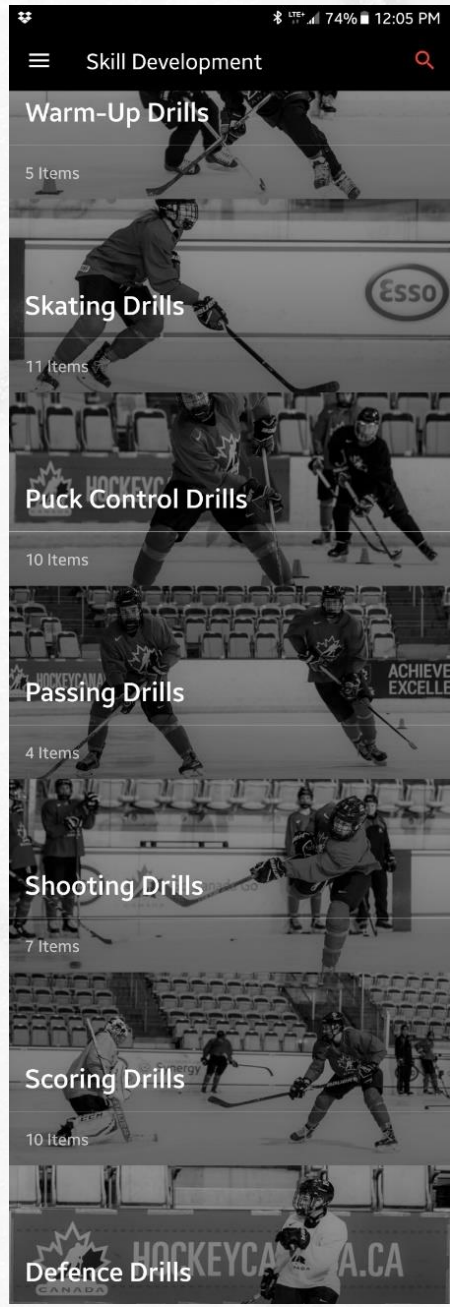 LTE+ 74% 12:05 PM
Skill Development
Warm-Up Drills
5 Items
Skating Drills
Esso
11 Items
HOCKEYC
Puck Control Drills
10 Items
HOCKEYCANA
ACHIEVE
EXCELLE
Passing Drills
4 Items
Shooting Drills
7 Items
Scoring Drills
10 Items
HOCKEYCA A.CA
Defence Drills
CANADA